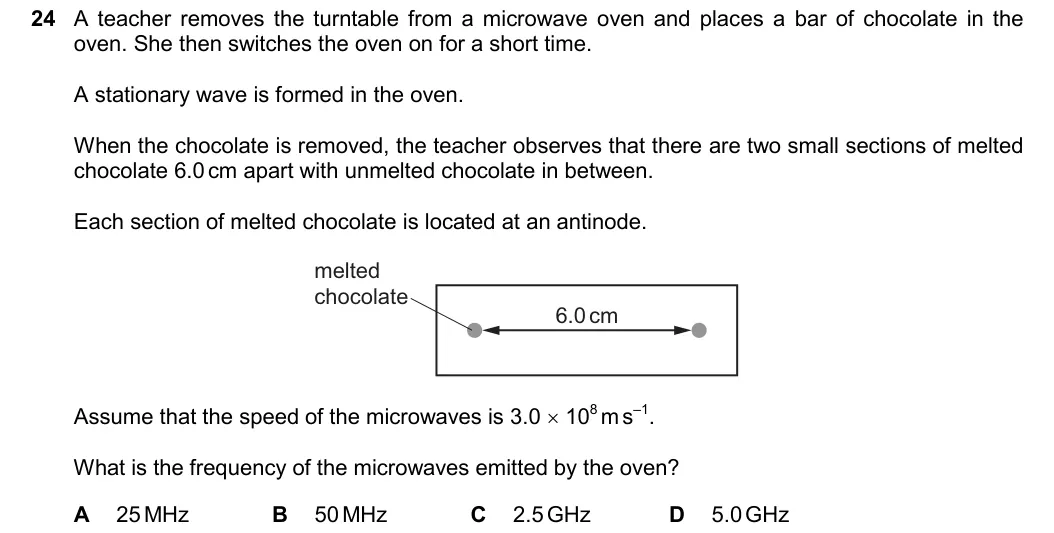 24 A teacher removes the turntable from a microwave oven and places a bar of chocolate in the
oven. She then switches the oven on for a short time.
A stationary wave is formed in the oven.
When the chocolate is removed, the teacher observes that there are two small sections of melted
chocolate 6.0 cm apart with unmelted chocolate in between.
Each section of melted chocolate is located at an antinode.
melted
chocolate
6.0 cm
Assume that the speed of the microwaves is 3.0 × 10⁸ m s⁻¹.
What is the frequency of the microwaves emitted by the oven?
A 25 MHz B 50 MHz C 2.5 GHz D 5.0 GHz